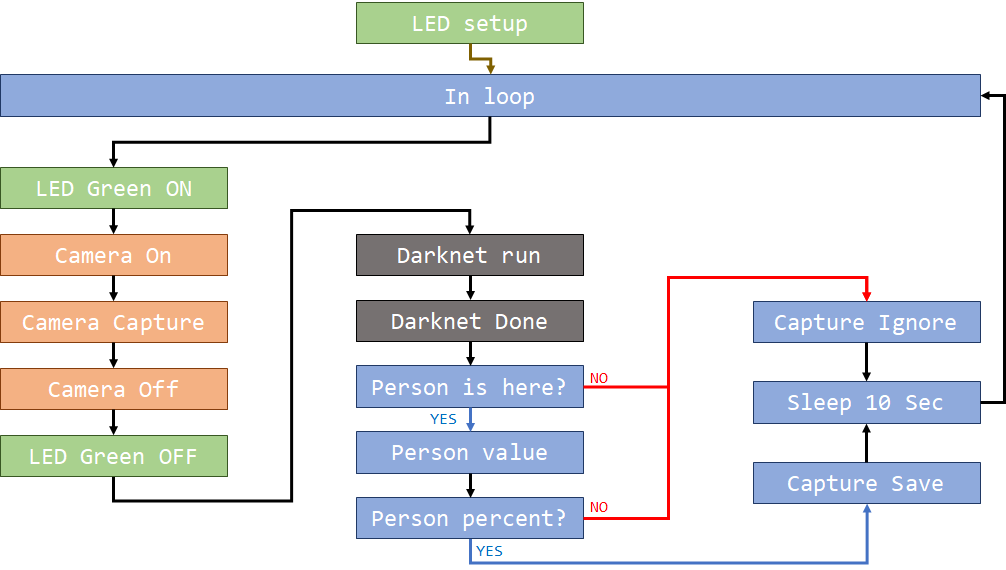 LED setup
In loop
LED Green ON
Camera On
Camera Capture
Camera Off
LED Green OFF
Darknet run
Darknet Done
Person is here?
NO
YES
Person value
Person percent?
NO
YES
Capture Ignore
Sleep 10 Sec
Capture Save